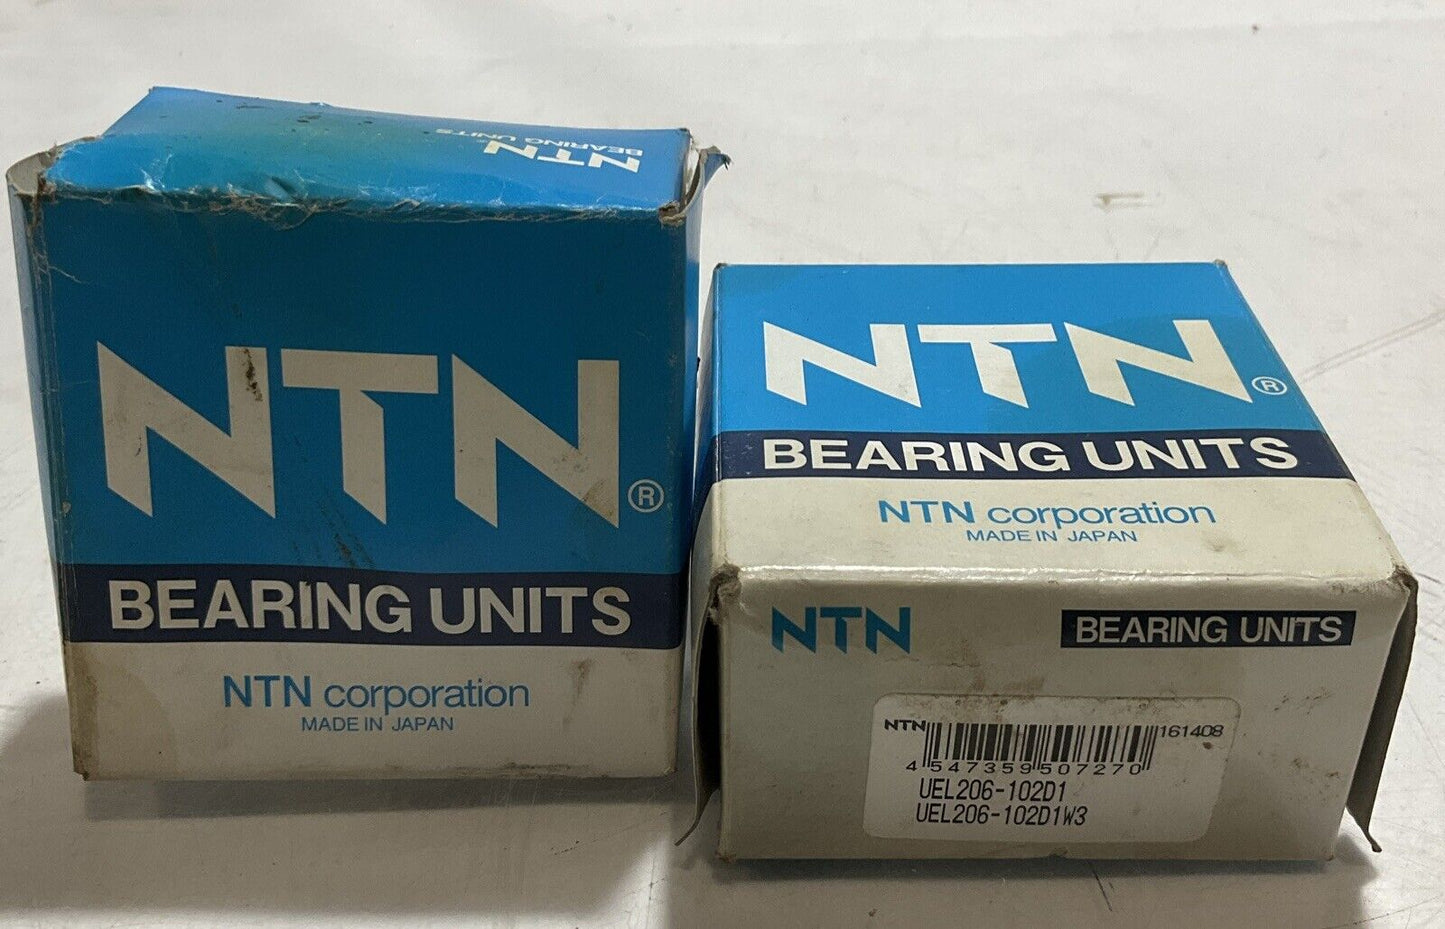 NTN
BEARING UNITS
NTN®
BEARING UNITS
NTN corporation
MADE IN JAPAN
NTN®
BEARING UNITS
NTN corporation
MADE IN JAPAN
NTN BEARING UNITS
NTN 161408
4 547359 507270
UEL206-102D1
UEL206-102D1W3